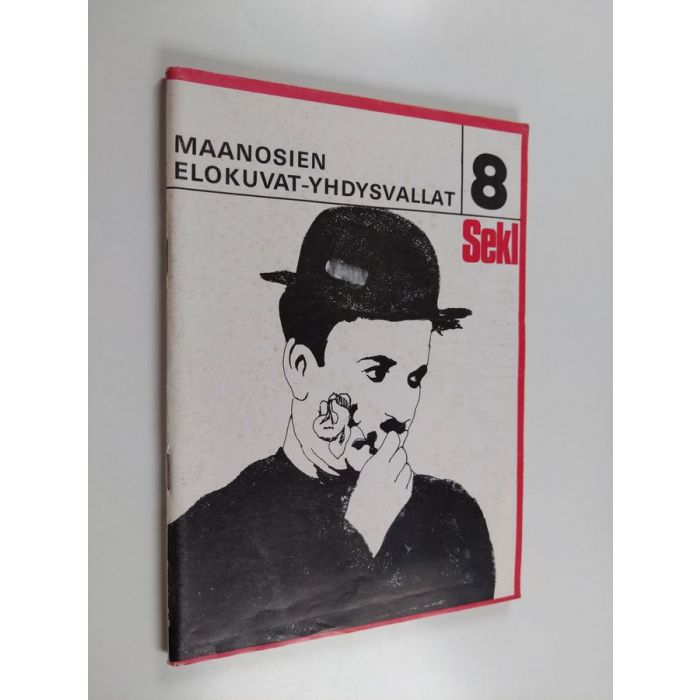 MAANOSIEN
ELOKUVAT-YHDYSVALLAT
8
Sekl